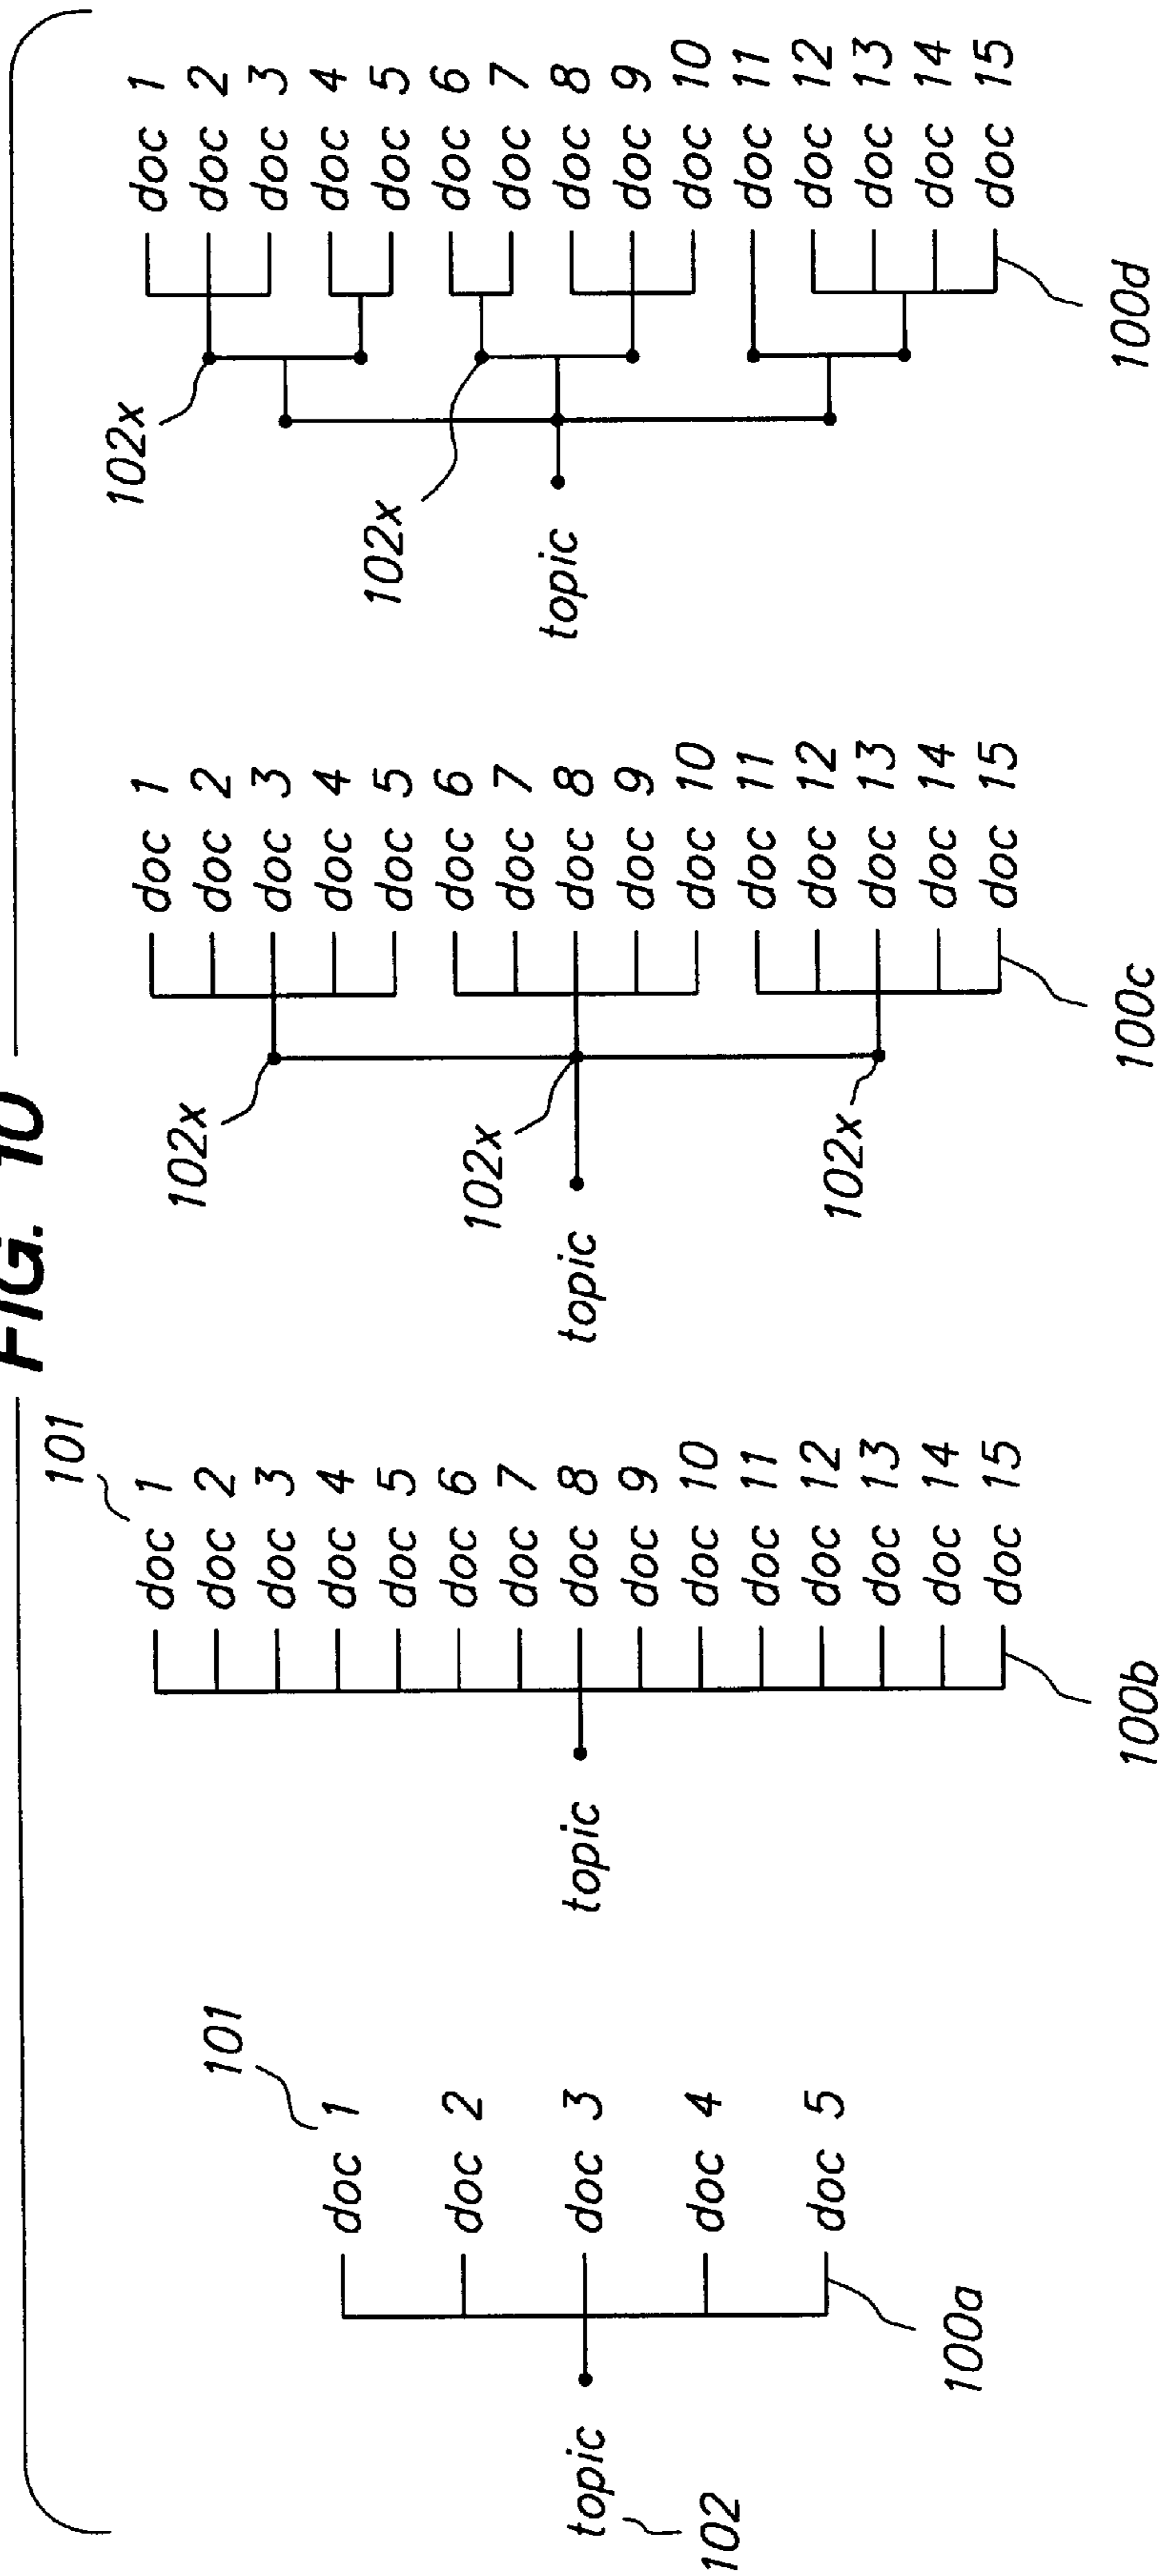 FIG. 10
101
doc 1
doc 2
doc 3
doc 4
doc 5
topic
102
100a
101
doc 1
doc 2
doc 3
doc 4
doc 5
doc 6
doc 7
doc 8
doc 9
doc 10
doc 11
doc 12
doc 13
doc 14
doc 15
topic
100b
102x
102x
102x
doc 1
doc 2
doc 3
doc 4
doc 5
doc 6
doc 7
doc 8
doc 9
doc 10
doc 11
doc 12
doc 13
doc 14
doc 15
topic
100c
102x
102x
doc 1
doc 2
doc 3
doc 4
doc 5
doc 6
doc 7
doc 8
doc 9
doc 10
doc 11
doc 12
doc 13
doc 14
doc 15
topic
100d